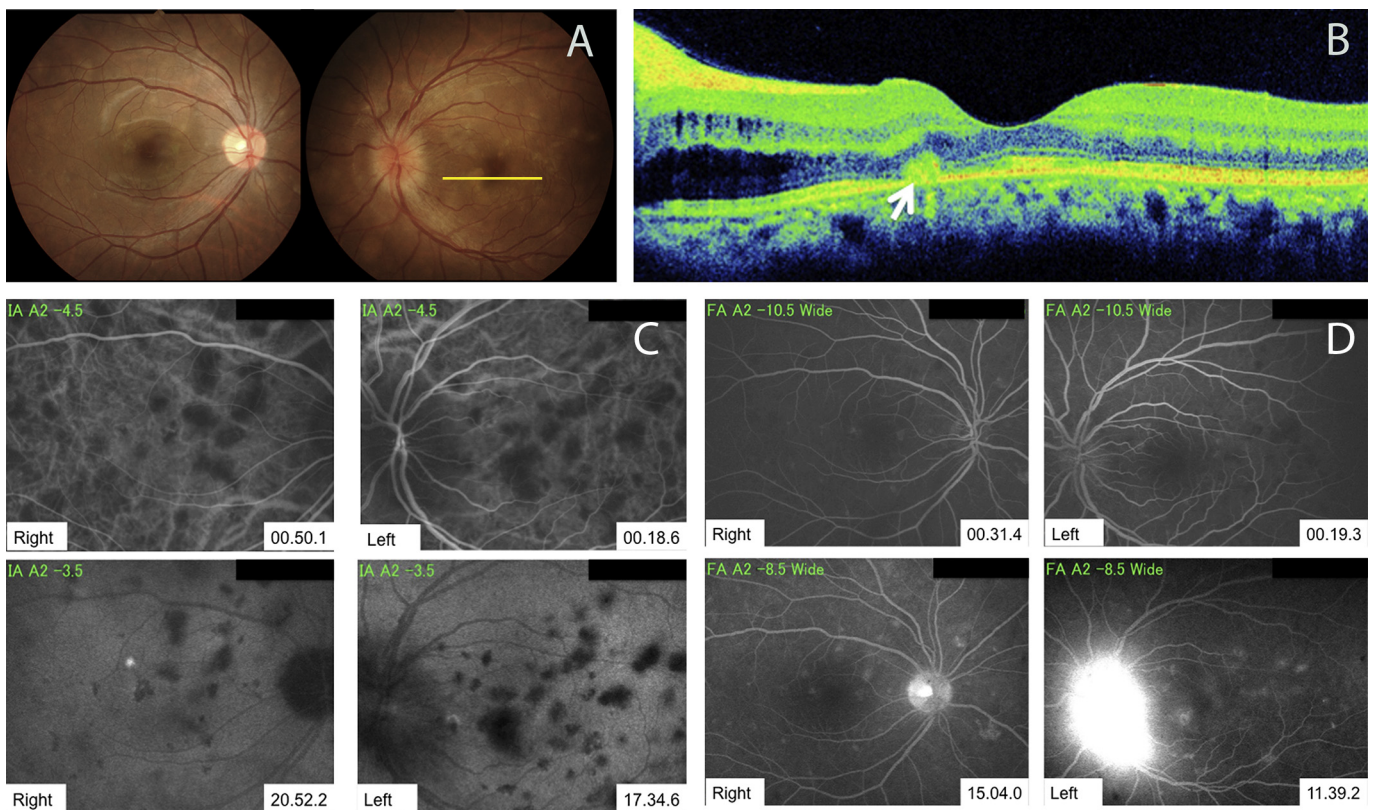 A
B
IA A2 -4.5
Right
00.50.1
IA A2 -4.5
C
Left
00.18.6
FA A2 -10.5 Wide
Right
00.31.4
FA A2 -10.5 Wide
D
Left
00.19.3
IA A2 -3.5
Right
20.52.2
IA A2 -3.5
Left
17.34.6
FA A2 -8.5 Wide
Right
15.04.0
FA A2 -8.5 Wide
Left
11.39.2